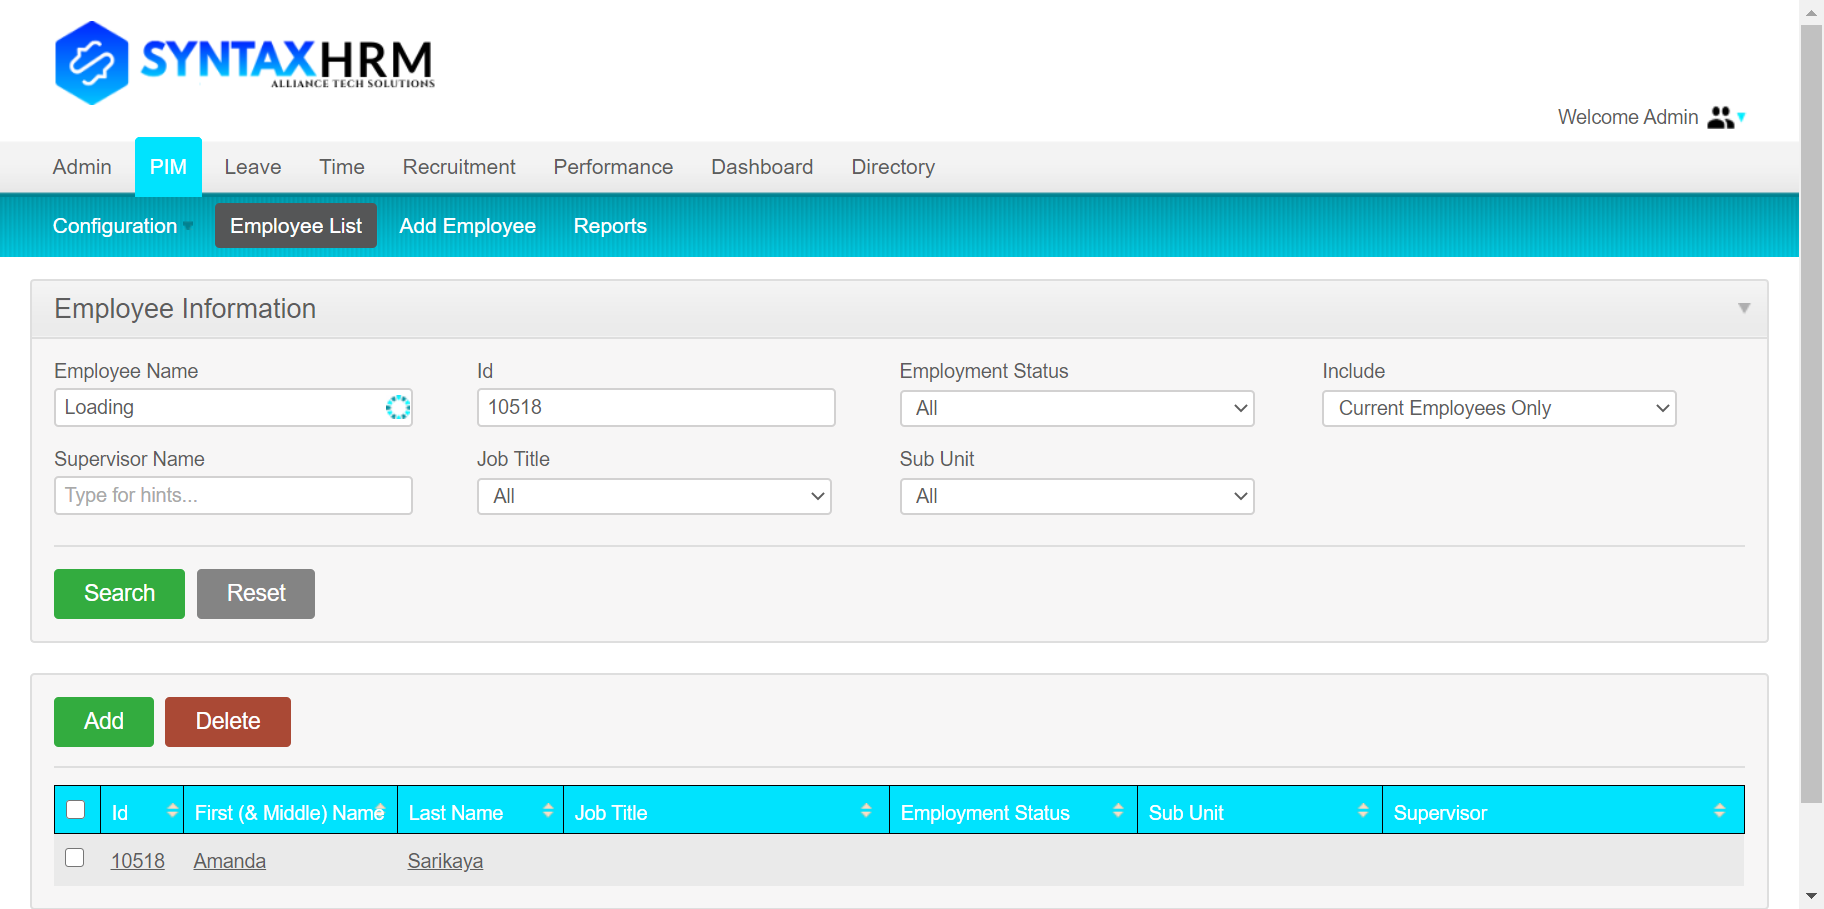 SYNTAXHRM
ALLIANCE TECH SOLUTIONS
Welcome Admin
Admin PIM Leave Time Recruitment Performance Dashboard Directory
Configuration Employee List Add Employee Reports
Employee Information
Employee Name Id Employment Status Include
Loading 10518 All Current Employees Only
Supervisor Name Job Title Sub Unit
Type for hints... All All
Search Reset
Add Delete
Id First (& Middle) Name Last Name Job Title Employment Status Sub Unit Supervisor
10518 Amanda Sarikaya